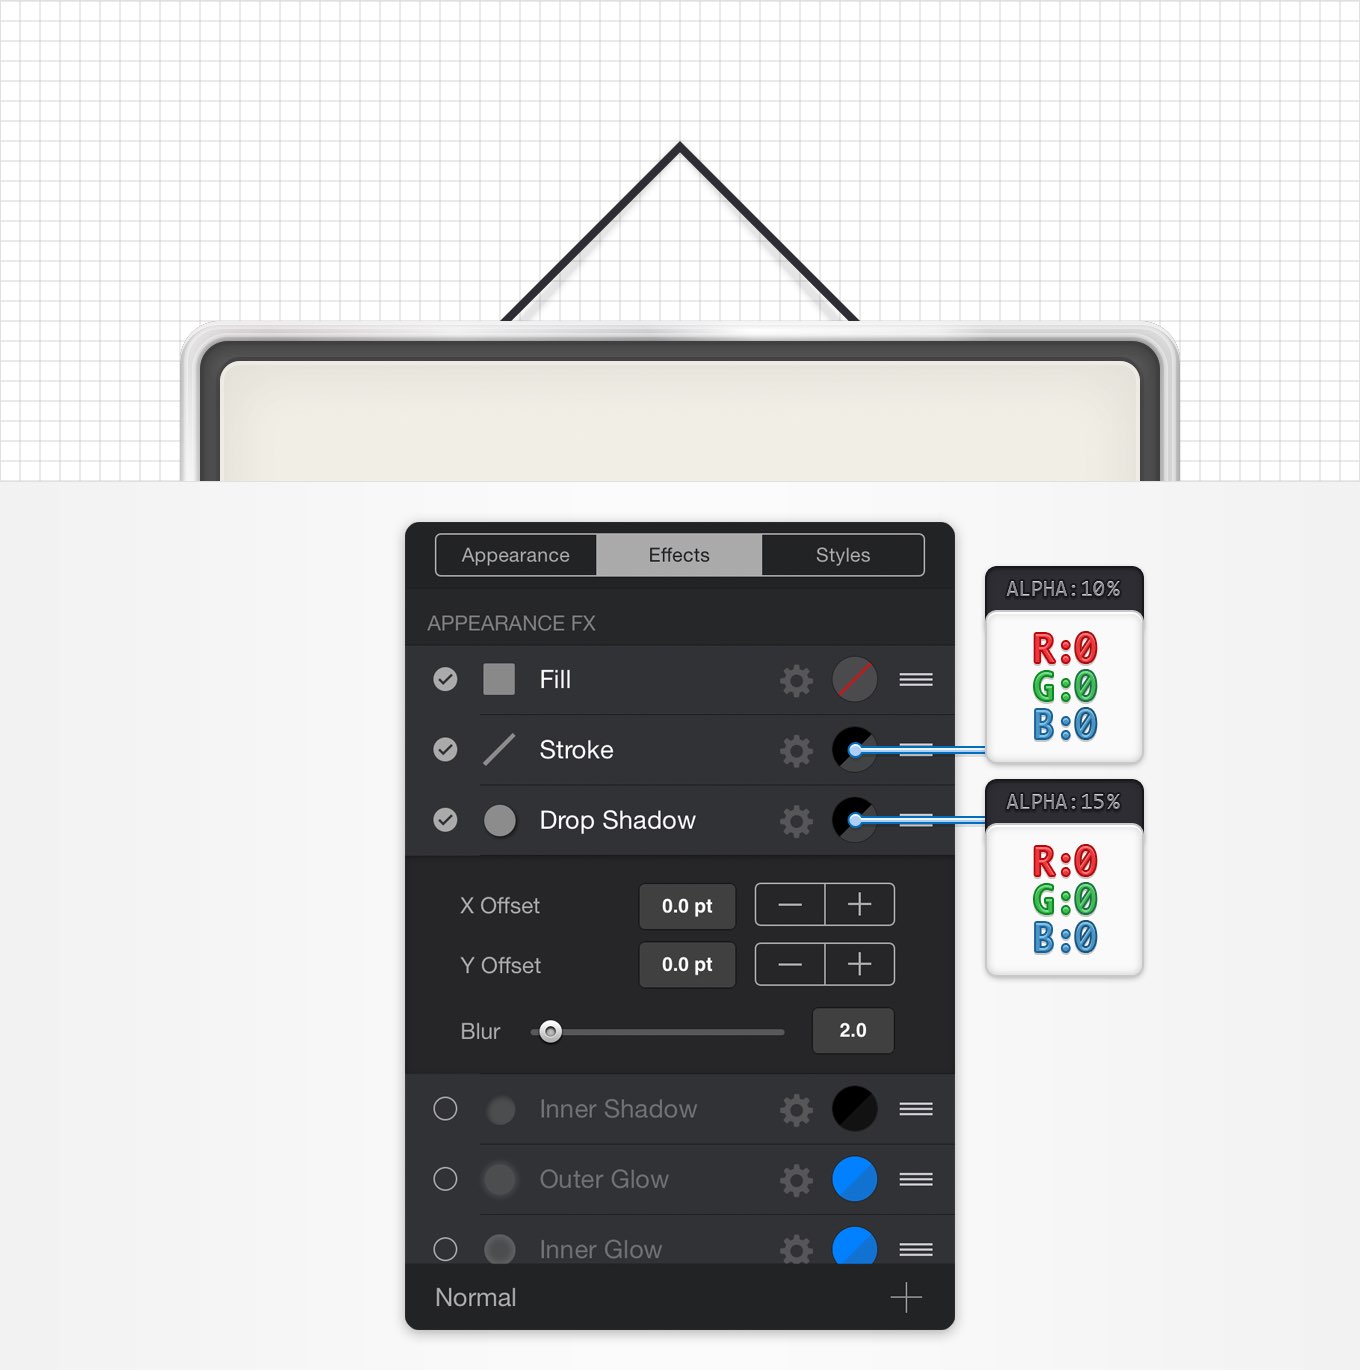 Appearance Effects Styles
APPEARANCE FX
Fill
Stroke
Drop Shadow
X Offset 0.0 pt
Y Offset 0.0 pt
Blur 2.0
Inner Shadow
Outer Glow
Inner Glow
Normal
ALPHA:10%
R:0
G:0
B:0
ALPHA:15%
R:0
G:0
B:0